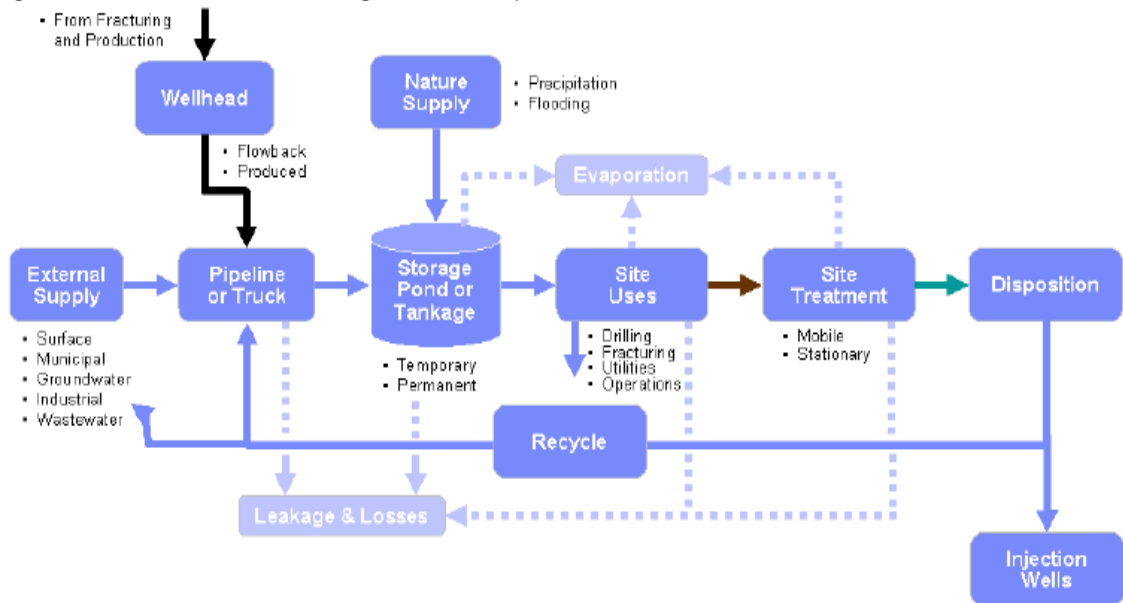 ▪ From Fracturing
and Production
Wellhead
▪ Flowback
▪ Produced
Nature
Supply
▪ Precipitation
▪ Flooding
Evaporation
External
Supply
▪ Surface
▪ Municipal
▪ Groundwater
▪ Industrial
▪ Wastewater
Pipeline
or Truck
Storage
Pond or
Tankage
▪ Temporary
▪ Permanent
Site
Uses
▪ Drilling
▪ Fracturing
▪ Utilities
▪ Operations
Site
Treatment
▪ Mobile
▪ Stationary
Disposition
Recycle
Leakage & Losses
Injection
Wells